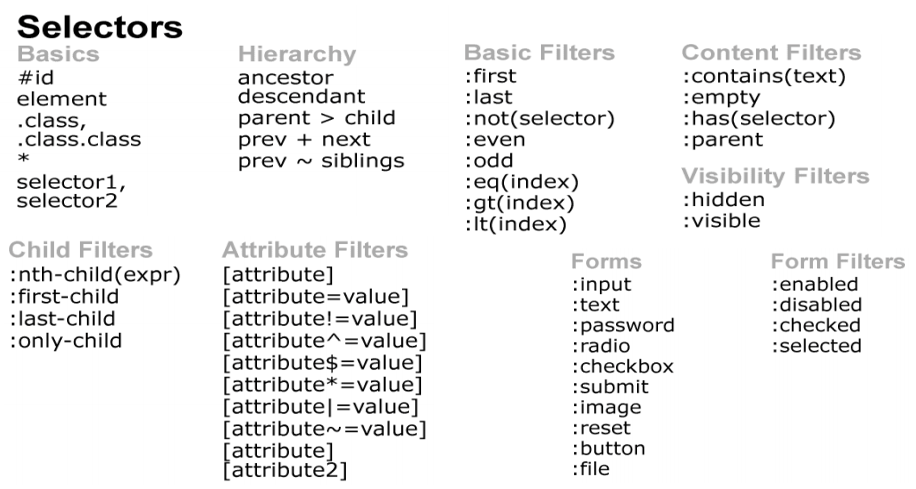 Selectors
Basics
#id
element
.class,
.class.class
*
selector1,
selector2
Hierarchy
ancestor
descendant
parent > child
prev + next
prev ~ siblings
Basic Filters
:first
:last
:not(selector)
:even
:odd
:eq(index)
:gt(index)
:lt(index)
Content Filters
:contains(text)
:empty
:has(selector)
:parent
Visibility Filters
:hidden
:visible
Child Filters
:nth-child(expr)
:first-child
:last-child
:only-child
Attribute Filters
[attribute]
[attribute=value]
[attribute!=value]
[attribute^=value]
[attribute$=value]
[attribute*=value]
[attribute|=value]
[attribute~=value]
[attribute]
[attribute2]
Forms
:input
:text
:password
:radio
:checkbox
:submit
:image
:reset
:button
:file
Form Filters
:enabled
:disabled
:checked
:selected